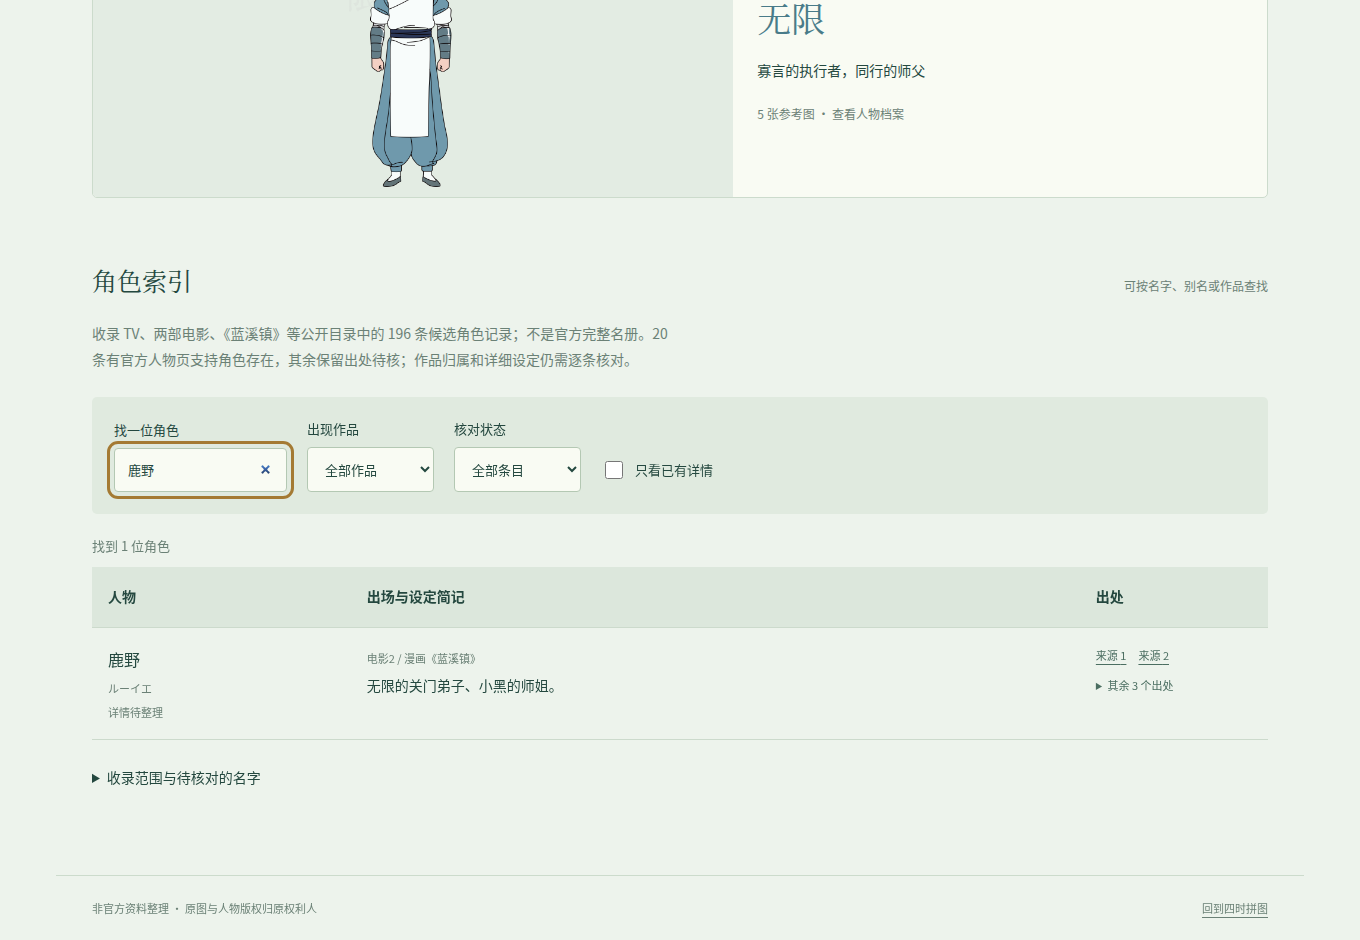 无限
寡言的执行者，同行的师父
5 张参考图 · 查看人物档案
角色索引
可按名字、别名或作品查找
收录 TV、两部电影、《蓝溪镇》等公开目录中的 196 条候选角色记录；不是官方完整名册。20
条有官方人物页支持角色存在，其余保留出处待核；作品归属和详细设定仍需逐条核对。
找一位角色
出现作品
核对状态
鹿野
全部作品
全部条目
只看已有详情
找到 1 位角色
人物
出场与设定简记
出处
鹿野
电影2 / 漫画《蓝溪镇》
来源 1 来源 2
ルーイエ
无限的关门弟子、小黑的师姐。
其余 3 个出处
详情待整理
收录范围与待核对的名字
非官方资料整理 · 原图与人物版权归原权利人
回到四时拼图